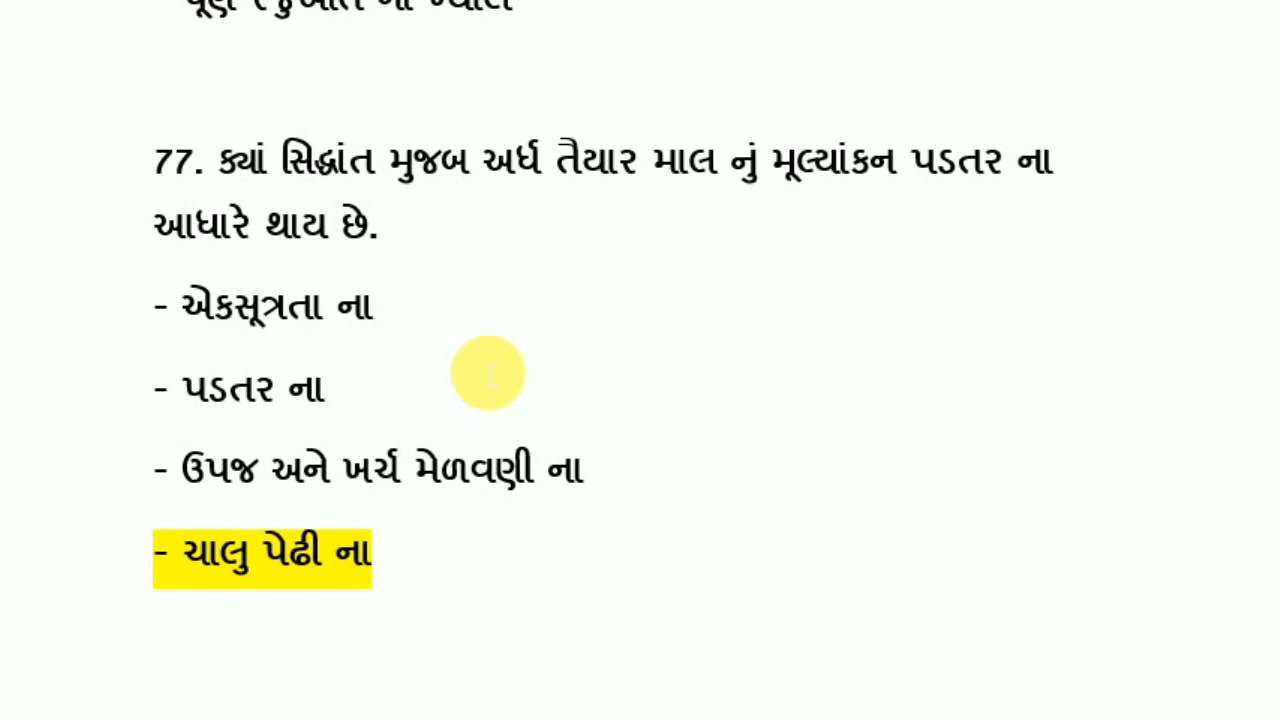 77. ક્યાં સિદ્ધાંત મુજબ અર્ધ તૈયાર માલ નું મૂલ્યાંકન પડતર ના
આધારે થાય છે.
- એકસૂત્રતા ના
- પડતર ના
- ઉપજ અને ખર્ચ મેળવણી ના
- ચાલુ પેઢી ના